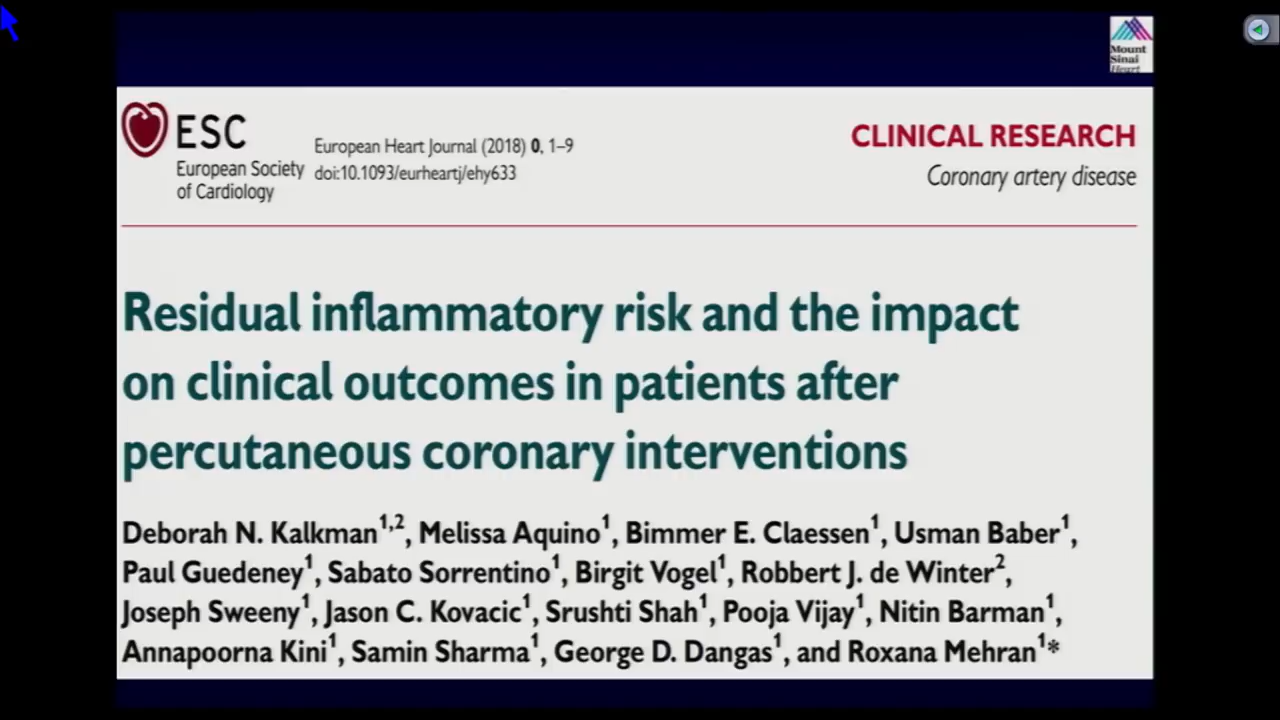 Mount
Sinai
Heart
ESC
European Society
of Cardiology
European Heart Journal (2018) 0, 1–9
doi:10.1093/eurheartj/ehy633
CLINICAL RESEARCH
Coronary artery disease
Residual inflammatory risk and the impact
on clinical outcomes in patients after
percutaneous coronary interventions
Deborah N. Kalkman1,2, Melissa Aquino1, Bimmer E. Claessen1, Usman Baber1,
Paul Guedeney1, Sabato Sorrentino1, Birgit Vogel1, Robbert J. de Winter2,
Joseph Sweeny1, Jason C. Kovacic1, Srushti Shah1, Pooja Vijay1, Nitin Barman1,
Annapoorna Kini1, Samin Sharma1, George D. Dangas1, and Roxana Mehran1*